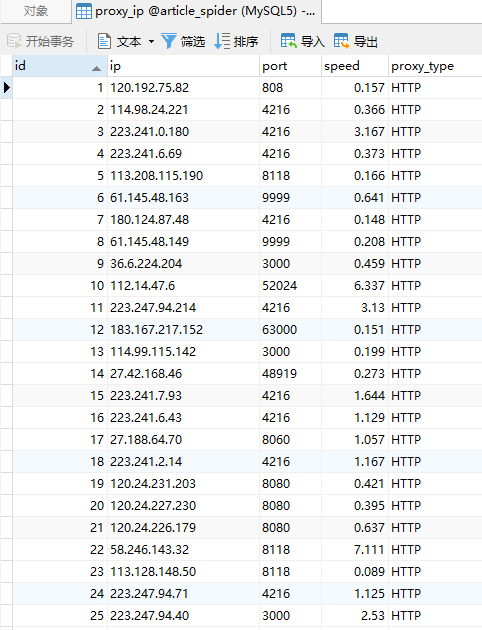 对象 proxy_ip @article_spider (MySQL5) -...
开始事务 文本 筛选 排序 导入 导出
id ip port speed proxy_type
1 120.192.75.82 808 0.157 HTTP
2 114.98.24.221 4216 0.366 HTTP
3 223.241.0.180 4216 3.167 HTTP
4 223.241.6.69 4216 0.373 HTTP
5 113.208.115.190 8118 0.166 HTTP
6 61.145.48.163 9999 0.641 HTTP
7 180.124.87.48 4216 0.148 HTTP
8 61.145.48.149 9999 0.208 HTTP
9 36.6.224.204 3000 0.459 HTTP
10 112.14.47.6 52024 6.337 HTTP
11 223.247.94.214 4216 3.13 HTTP
12 183.167.217.152 63000 0.151 HTTP
13 114.99.115.142 3000 0.199 HTTP
14 27.42.168.46 48919 0.273 HTTP
15 223.241.7.93 4216 1.644 HTTP
16 223.241.6.43 4216 1.129 HTTP
17 27.188.64.70 8060 1.057 HTTP
18 223.241.2.14 4216 1.167 HTTP
19 120.24.231.203 8080 0.421 HTTP
20 120.24.227.230 8080 0.395 HTTP
21 120.24.226.179 8080 0.637 HTTP
22 58.246.143.32 8118 7.111 HTTP
23 113.128.148.50 8118 0.089 HTTP
24 223.247.94.71 4216 1.125 HTTP
25 223.247.94.40 3000 2.53 HTTP